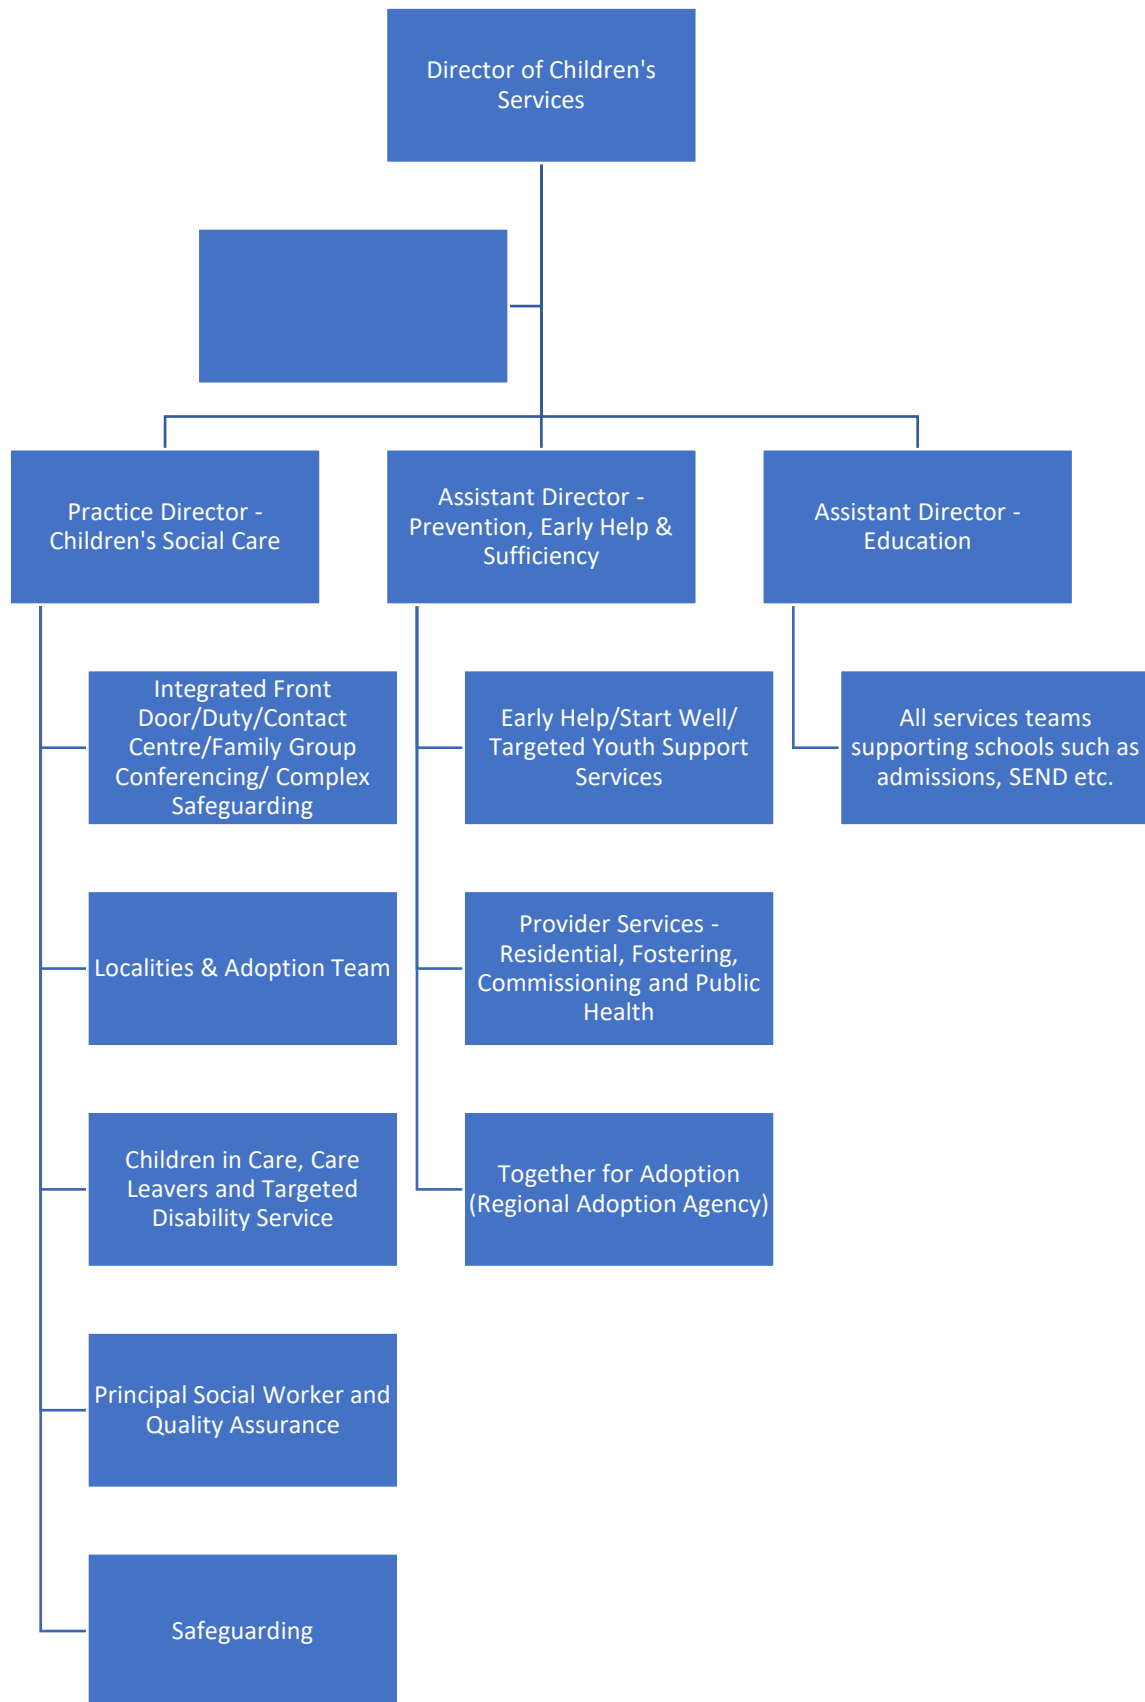 Director of Children's
Services
Practice Director -
Children's Social Care
Assistant Director -
Prevention, Early Help &
Sufficiency
Assistant Director -
Education
Integrated Front
Door/Duty/Contact
Centre/Family Group
Conferencing/ Complex
Safeguarding
Early Help/Start Well/
Targeted Youth Support
Services
All services teams
supporting schools such as
admissions, SEND etc.
Localities & Adoption Team
Provider Services -
Residential, Fostering,
Commissioning and Public
Health
Children in Care, Care
Leavers and Targeted
Disability Service
Together for Adoption
(Regional Adoption Agency)
Principal Social Worker and
Quality Assurance
Safeguarding